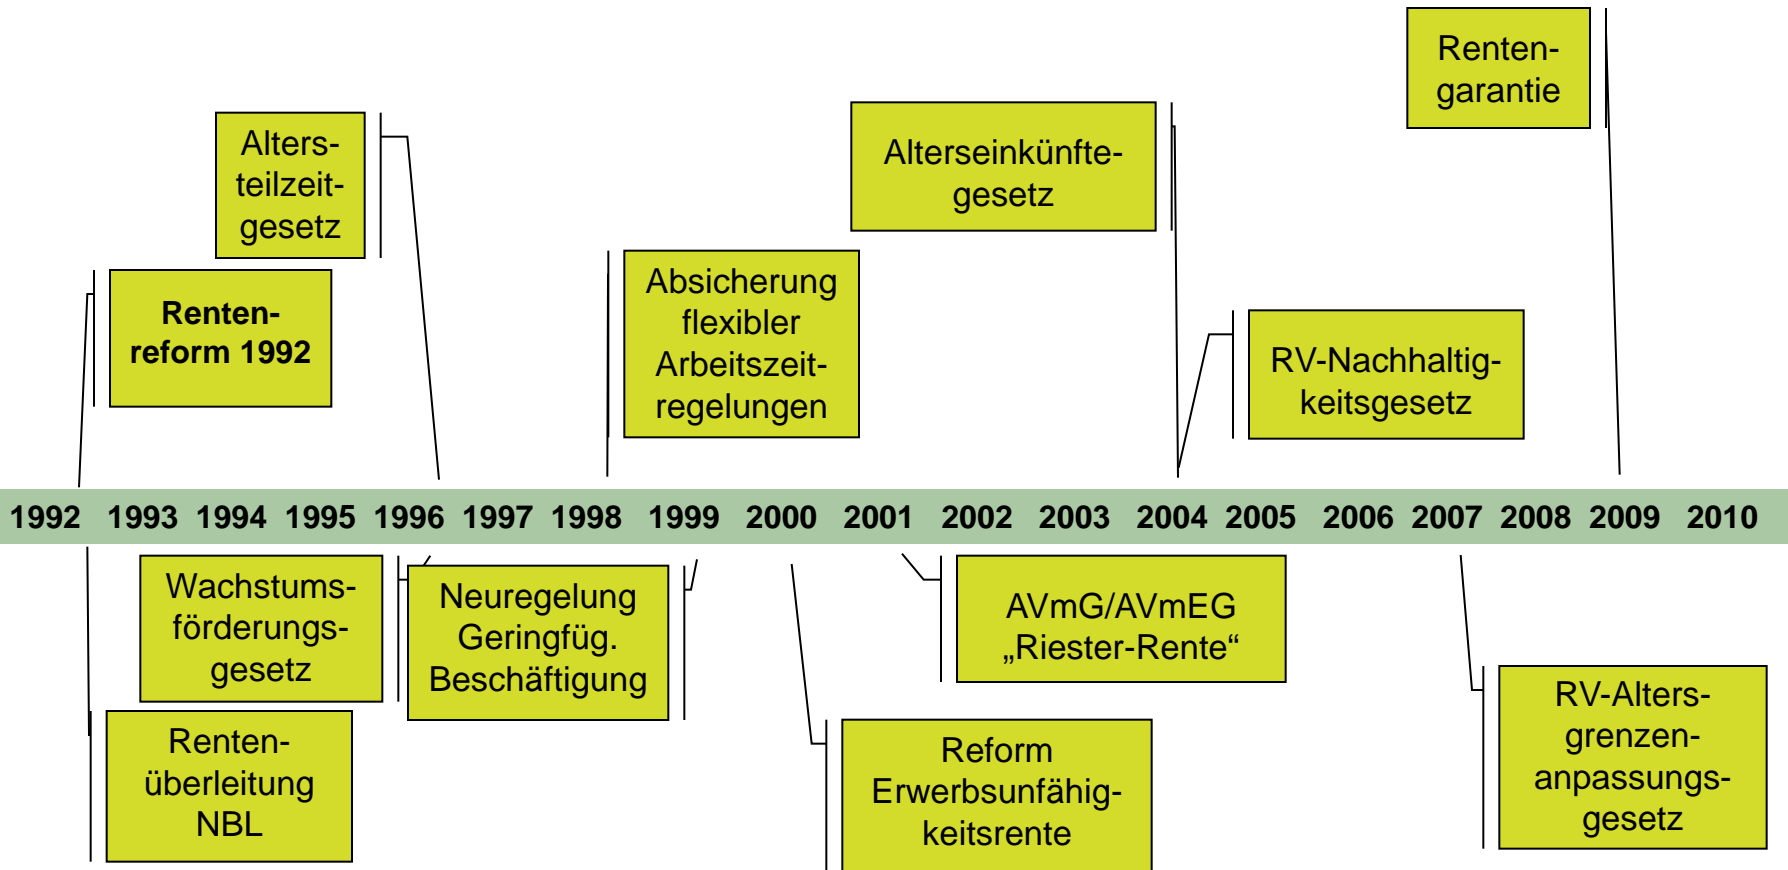 Renten-
garantie
Alters-
teilzeit-
gesetz
Alterseinkünfte-
gesetz
Renten-
reform 1992
Absicherung
flexibler
Arbeitszeit-
regelungen
RV-Nachhaltig-
keitsgesetz
1992 1993 1994 1995 1996 1997 1998 1999 2000 2001 2002 2003 2004 2005 2006 2007 2008 2009 2010
Wachstums-
förderungs-
gesetz
Neuregelung
Geringfüg.
Beschäftigung
AVmG/AVmEG
„Riester-Rente“
Renten-
überleitung
NBL
Reform
Erwerbsunfähig-
keitsrente
RV-Alters-
grenzen-
anpassungs-
gesetz